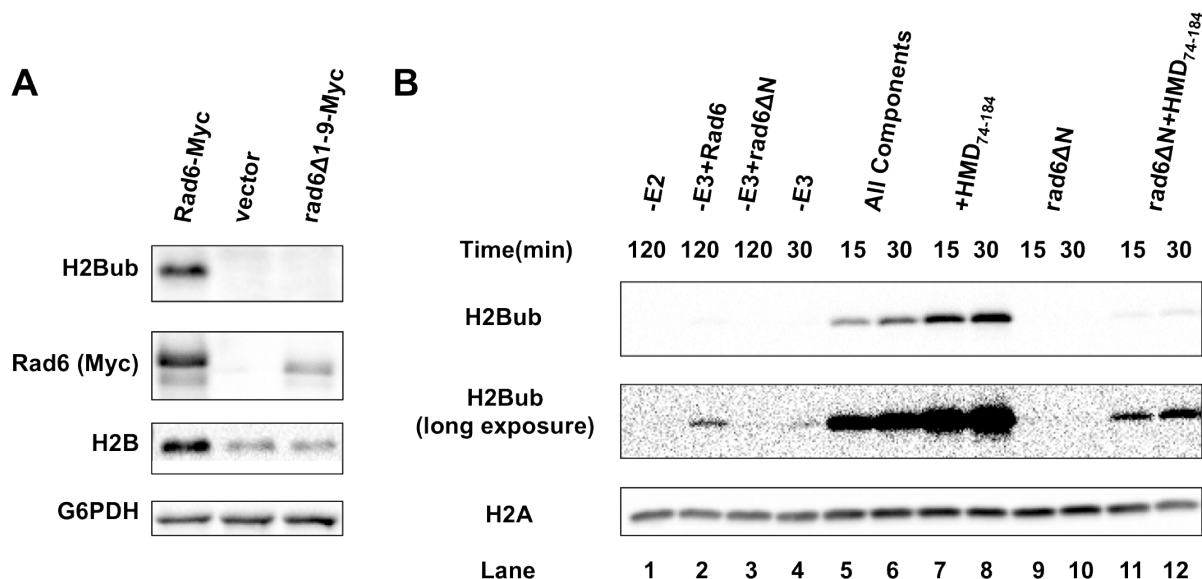 A
Rad6-Myc
vector
rad6Δ1-9-Myc
H2Bub
Rad6 (Myc)
H2B
G6PDH
B
-E2
-E3+Rad6
-E3+rad6ΔN
-E3
All Components
+HMD74-184
rad6ΔN
rad6ΔN+HMD74-184
Time(min) 120 120 120 30 15 30 15 30 15 30 15 30
H2Bub
H2Bub
(long exposure)
H2A
Lane 1 2 3 4 5 6 7 8 9 10 11 12